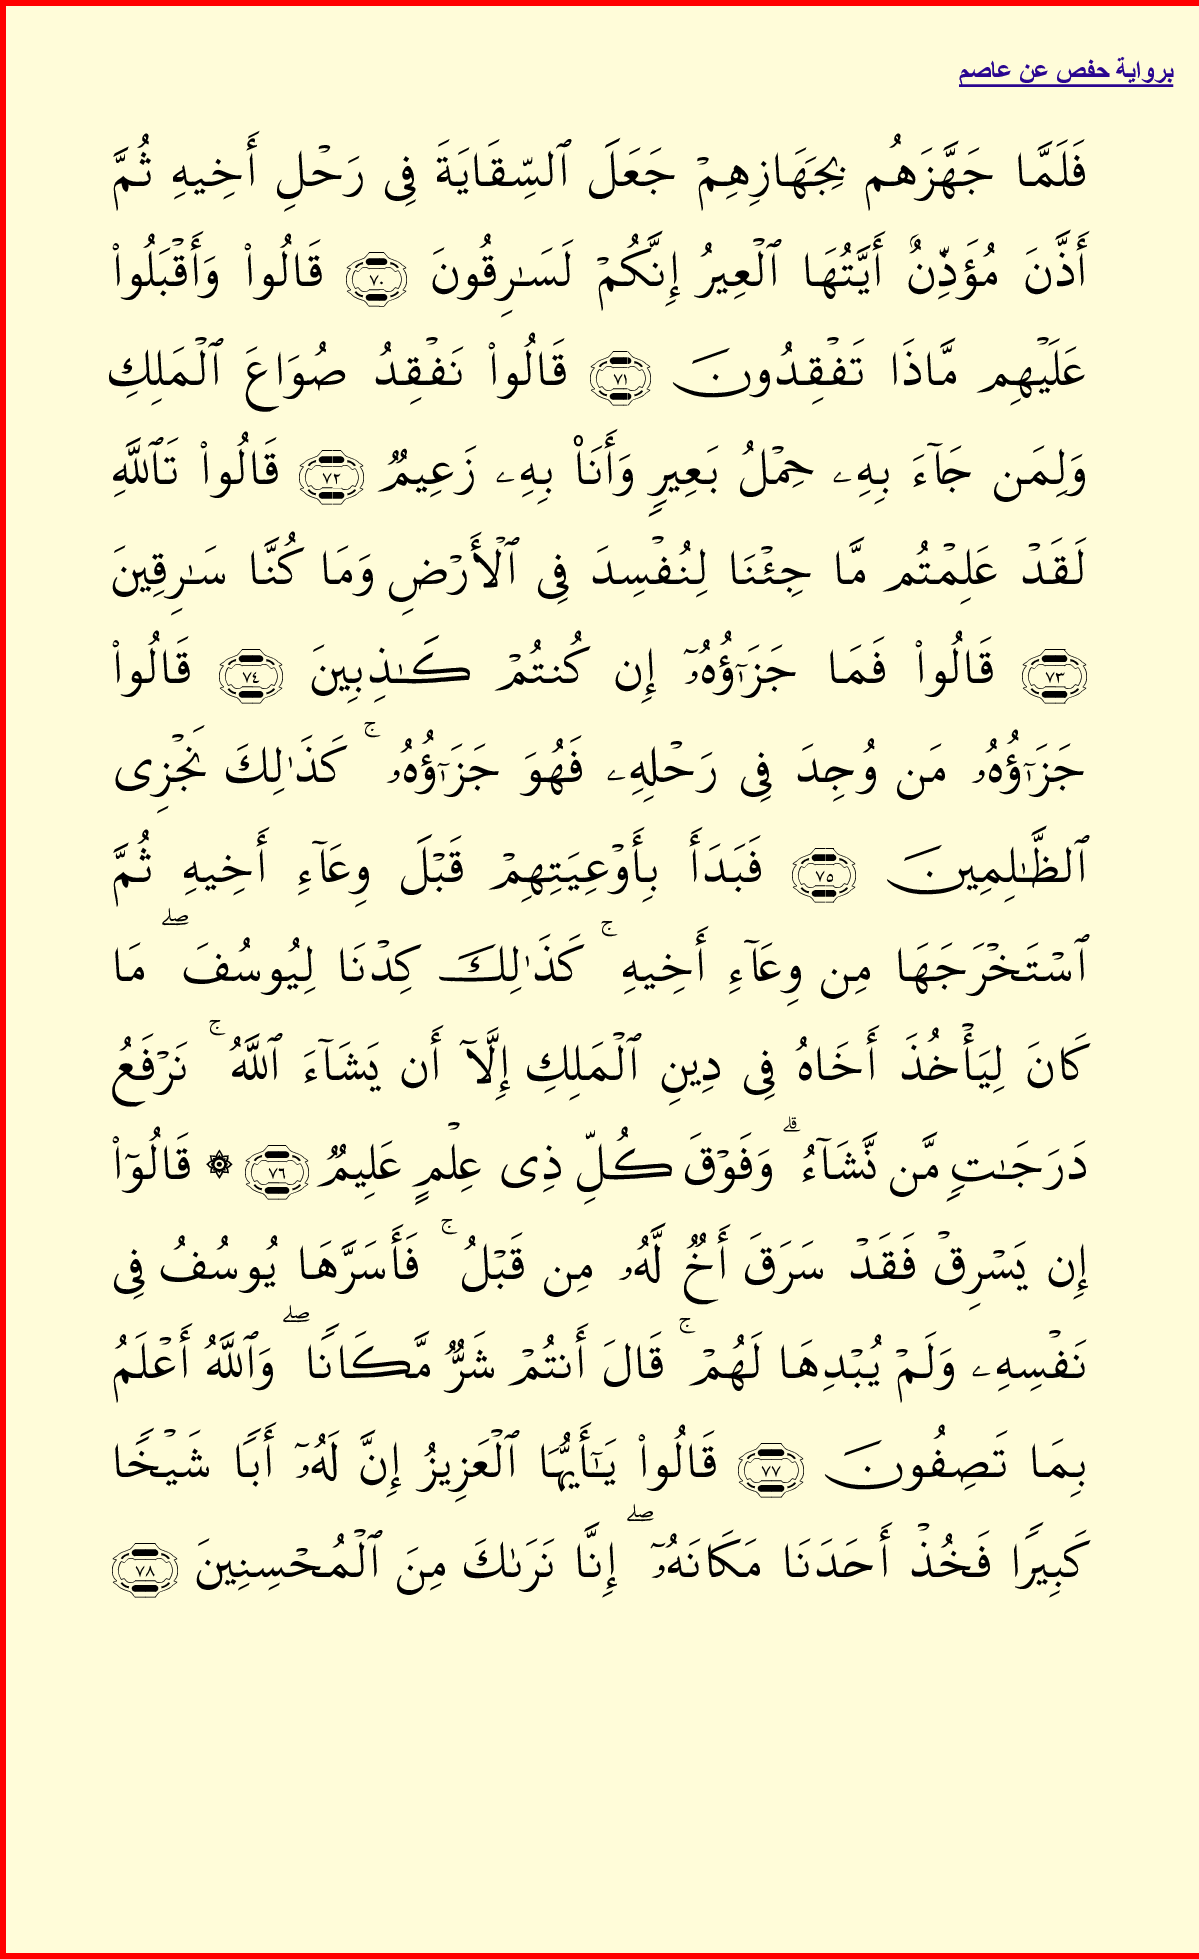 برواية حفص عن عاصم
فَلَمَّا جَهَّزَهُم بِجَهَازِهِمْ جَعَلَ ٱلسِّقَايَةَ فِى رَحْلِ أَخِيهِ ثُمَّ
أَذَّنَ مُؤَذِّنٌ أَيَّتُهَا ٱلْعِيرُ إِنَّكُمْ لَسَـٰرِقُونَ ٧٠ قَالُوا۟ وَأَقْبَلُوا۟
عَلَيْهِم مَّاذَا تَفْقِدُونَ ٧١ قَالُوا۟ نَفْقِدُ صُوَاعَ ٱلْمَلِكِ
وَلِمَن جَآءَ بِهِۦ حِمْلُ بَعِيرٍ وَأَنَا۠ بِهِۦ زَعِيمٌ ٧٢ قَالُوا۟ تَٱللَّهِ
لَقَدْ عَلِمْتُم مَّا جِئْنَا لِنُفْسِدَ فِى ٱلْأَرْضِ وَمَا كُنَّا سَـٰرِقِينَ
٧٣ قَالُوا۟ فَمَا جَزَٰٓؤُهُۥٓ إِن كُنتُمْ كَـٰذِبِينَ ٧٤ قَالُوا۟
جَزَٰٓؤُهُۥ مَن وُجِدَ فِى رَحْلِهِۦ فَهُوَ جَزَٰٓؤُهُۥ ۚ كَذَٰلِكَ نَجْزِى
ٱلظَّـٰلِمِينَ ٧٥ فَبَدَأَ بِأَوْعِيَتِهِمْ قَبْلَ وِعَآءِ أَخِيهِ ثُمَّ
ٱسْتَخْرَجَهَا مِن وِعَآءِ أَخِيهِ ۚ كَذَٰلِكَ كِدْنَا لِيُوسُفَ ۖ مَا
كَانَ لِيَأْخُذَ أَخَاهُ فِى دِينِ ٱلْمَلِكِ إِلَّآ أَن يَشَآءَ ٱللَّهُ ۚ نَرْفَعُ
دَرَجَـٰتٍ مَّن نَّشَآءُ ۗ وَفَوْقَ كُلِّ ذِى عِلْمٍ عَلِيمٌ ٧٦ ۞ قَالُوٓا۟
إِن يَسْرِقْ فَقَدْ سَرَقَ أَخٌ لَّهُۥ مِن قَبْلُ ۚ فَأَسَرَّهَا يُوسُفُ فِى
نَفْسِهِۦ وَلَمْ يُبْدِهَا لَهُمْ ۚ قَالَ أَنتُمْ شَرٌّ مَّكَانًا ۖ وَٱللَّهُ أَعْلَمُ
بِمَا تَصِفُونَ ٧٧ قَالُوا۟ يَـٰٓأَيُّهَا ٱلْعَزِيزُ إِنَّ لَهُۥٓ أَبًا شَيْخًا
كَبِيرًا فَخُذْ أَحَدَنَا مَكَانَهُۥٓ ۖ إِنَّا نَرَىٰكَ مِنَ ٱلْمُحْسِنِينَ ٧٨